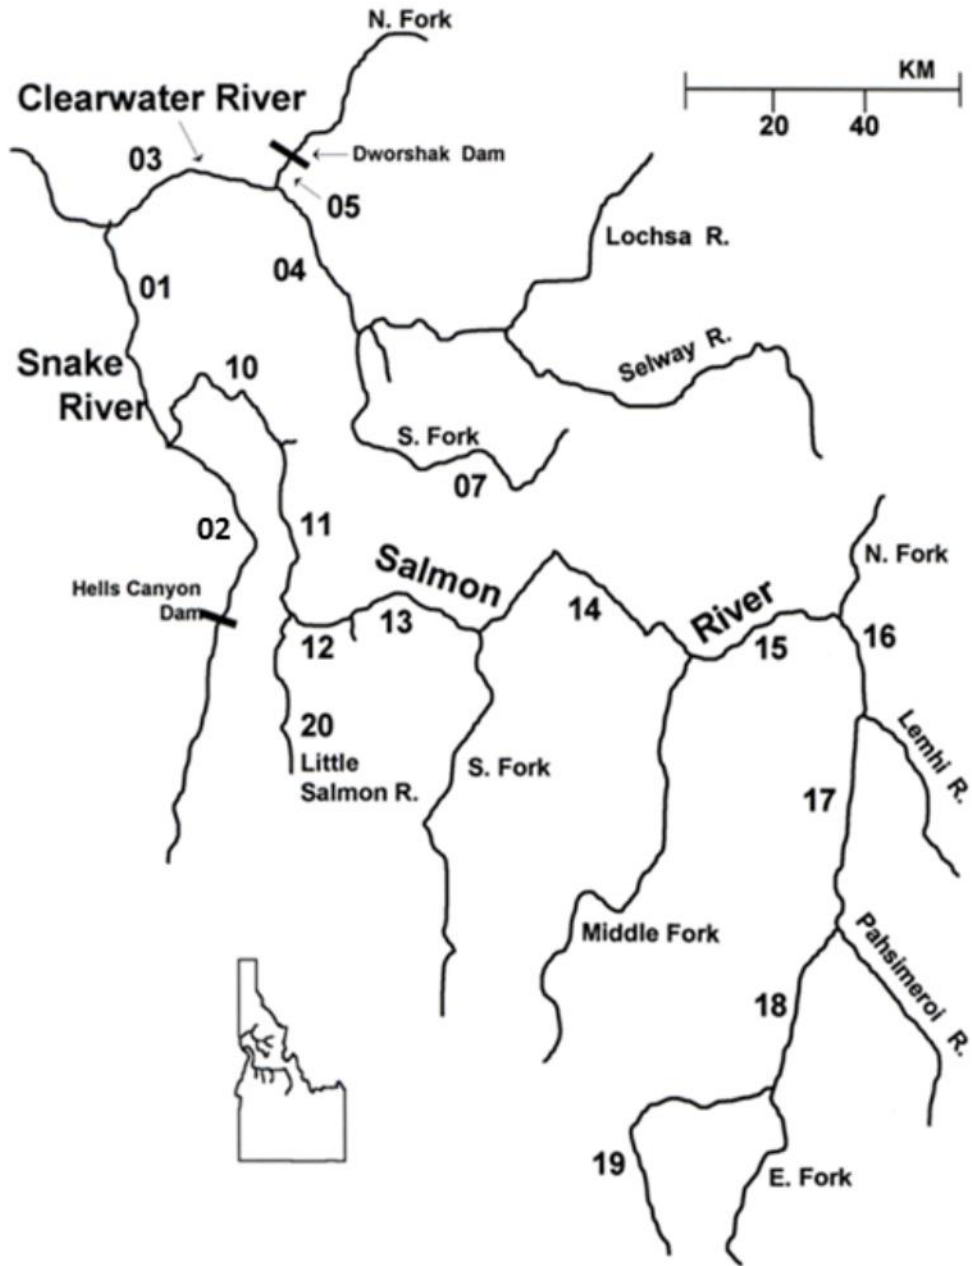 N. Fork
KM
20 40
Clearwater River
03
Dworshak Dam
05
Lochsa R.
04
01
Snake
River
10
Selway R.
S. Fork
07
02
11
Salmon
River
N. Fork
Hells Canyon
Dam
12
13
14
15
16
20
Little
Salmon R.
S. Fork
Lemhi R.
17
Middle Fork
Pahsimeroi R.
18
19
E. Fork